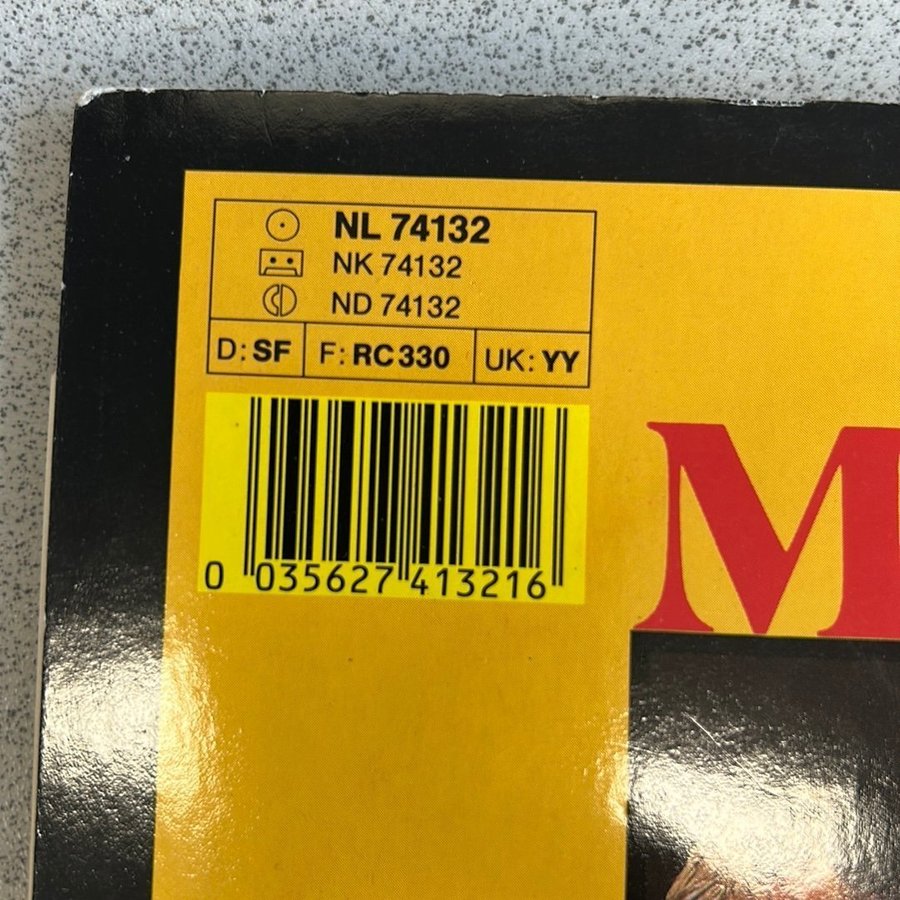 NL 74132
NK 74132
ND 74132
D: SF F: RC 330 UK: YY
0 035627 413216
M